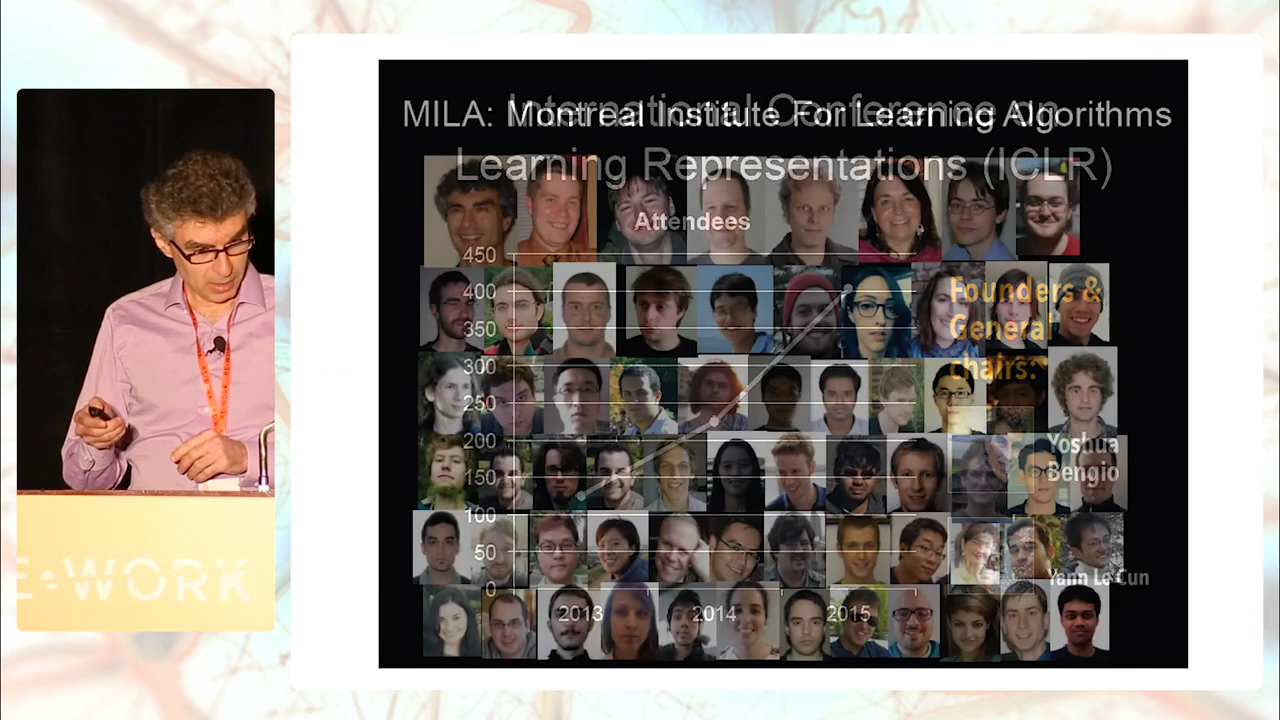 MILA: Montreal Institute For Learning Algorithms
International Conference on
Learning Representations (ICLR)
Attendees
450
400
350
300
250
200
150
100
50
0
2013
2014
2015
Founders &
General
chairs:
Yoshua
Bengio
Yann Le Cun
E•WORK